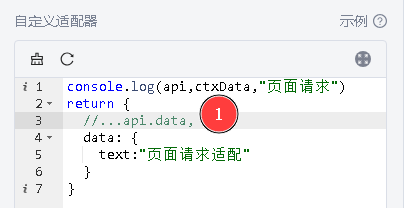 自定义适配器 示例
1 console.log(api,ctxData,"页面请求")
2 return {
3 //...api.data,
1
4 data: {
5 text:"页面请求适配"
6 }
7 }